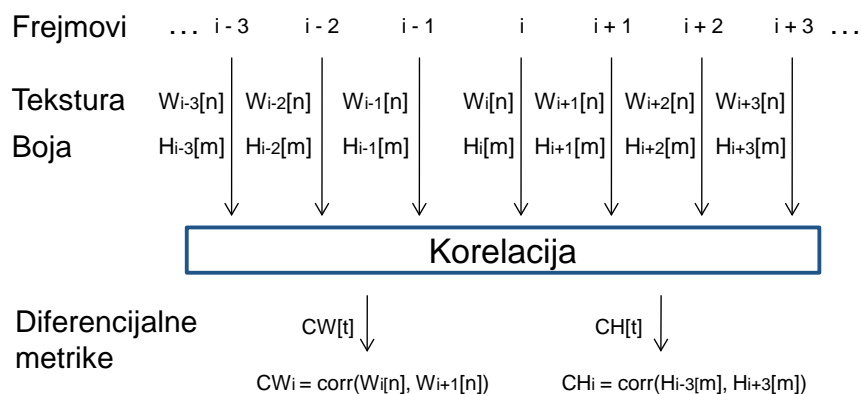 Frejmovi ... i - 3 i - 2 i - 1 i i + 1 i + 2 i + 3 ...
Tekstura Wi-3[n] Wi-2[n] Wi-1[n] Wi[n] Wi+1[n] Wi+2[n] Wi+3[n]
Boja Hi-3[m] Hi-2[m] Hi-1[m] Hi[m] Hi+1[m] Hi+2[m] Hi+3[m]
Korelacija
Diferencijalne
metrike
CW[t] CH[t]
CWi = corr(Wi[n], Wi+1[n]) CHi = corr(Hi-3[m], Hi+3[m])